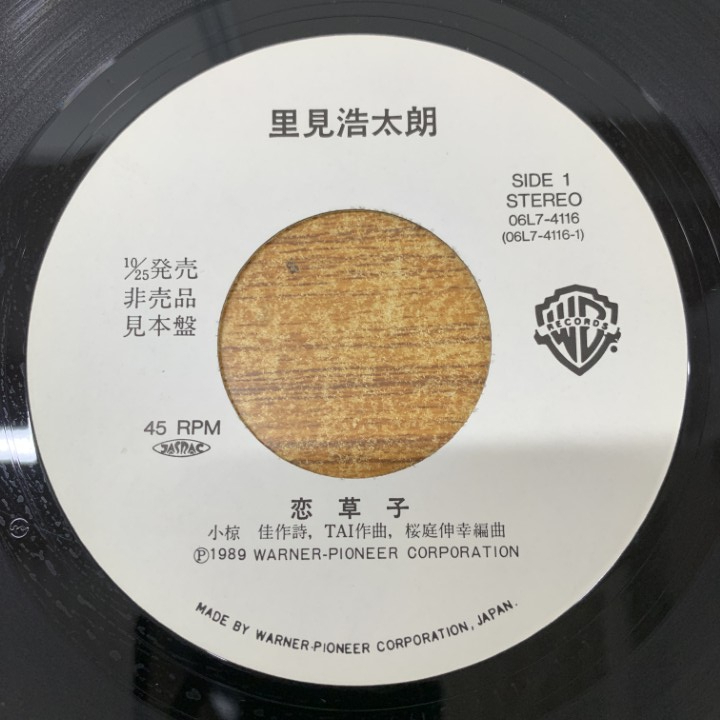 里見浩太朗
SIDE 1
STEREO
06L7-4116
(06L7-4116-1)
10/25発売
非売品
見本盤
RECORDS
45 RPM
JASRAC
恋草子
小椋 佳作詩, TAI作曲, 桜庭伸幸編曲
Ⓟ1989 WARNER-PIONEER CORPORATION
MADE BY WARNER-PIONEER CORPORATION, JAPAN.